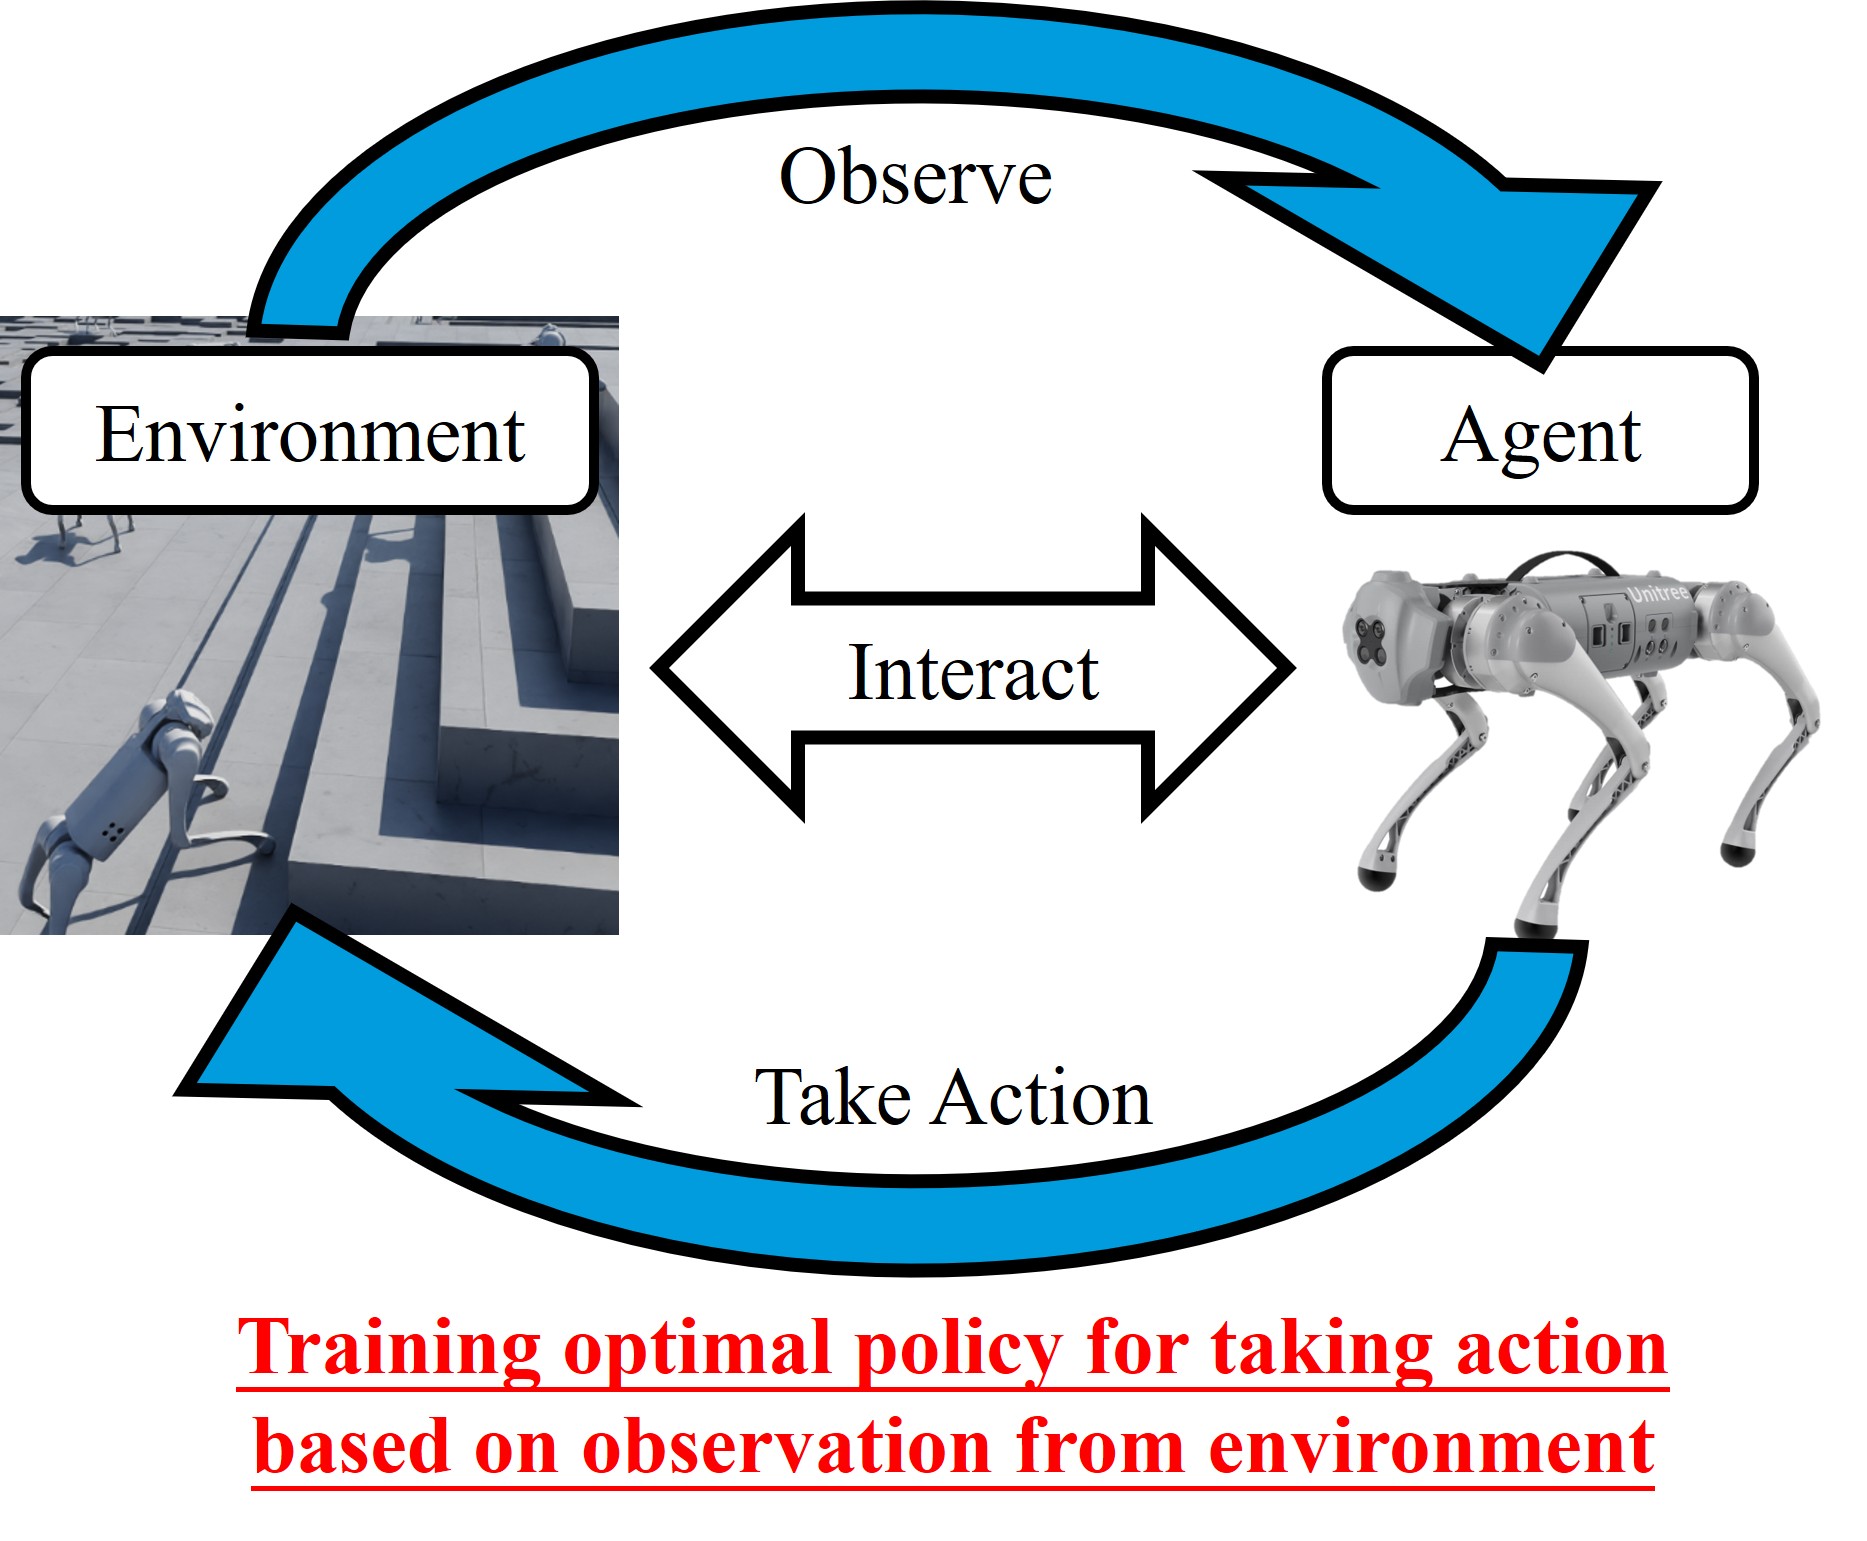 Observe
Environment
Agent
Unitree
Interact
Take Action
Training optimal policy for taking action
based on observation from environment